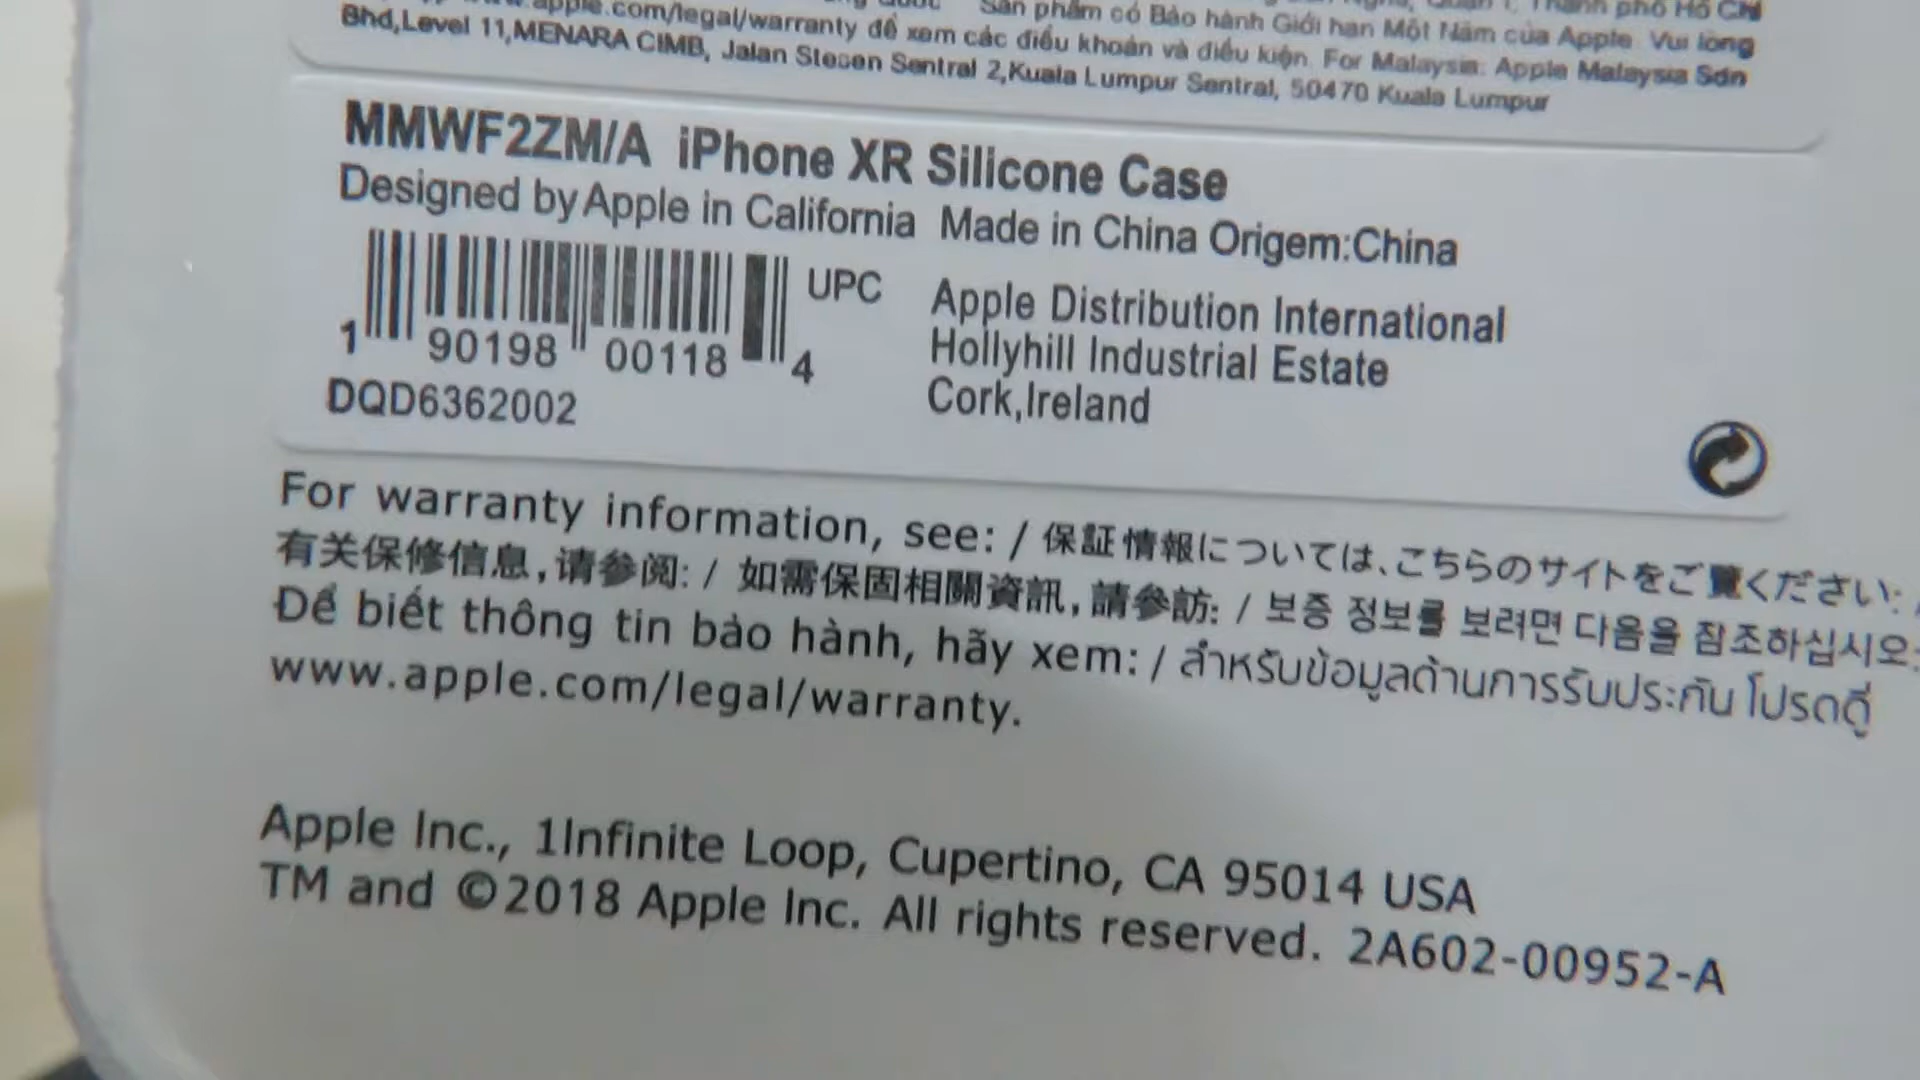 Sản phẩm có Bảo hành Giới hạn Một Năm của Apple. Vui lòng
www.apple.com/legal/warranty để xem các điều khoản và điều kiện. For Malaysia: Apple Malaysia Sdn
Bhd,Level 11,MENARA CIMB, Jalan Stesen Sentral 2,Kuala Lumpur Sentral, 50470 Kuala Lumpur
MMWF2ZM/A iPhone XR Silicone Case
Designed by Apple in California Made in China Origem:China
UPC
1 90198 00118 4
DQD6362002
Apple Distribution International
Hollyhill Industrial Estate
Cork,Ireland
For warranty information, see: / 保証情報については、こちらのサイトをご覧ください: /
有关保修信息,请参阅: / 如需保固相關資訊, 請參訪: / 보증 정보를 보려면 다음을 참조하십시오:
Để biết thông tin bảo hành, hãy xem: / สำหรับข้อมูลด้านการรับประกัน โปรดดู่
www.apple.com/legal/warranty.
Apple Inc., 1Infinite Loop, Cupertino, CA 95014 USA
TM and ©2018 Apple Inc. All rights reserved. 2A602-00952-A